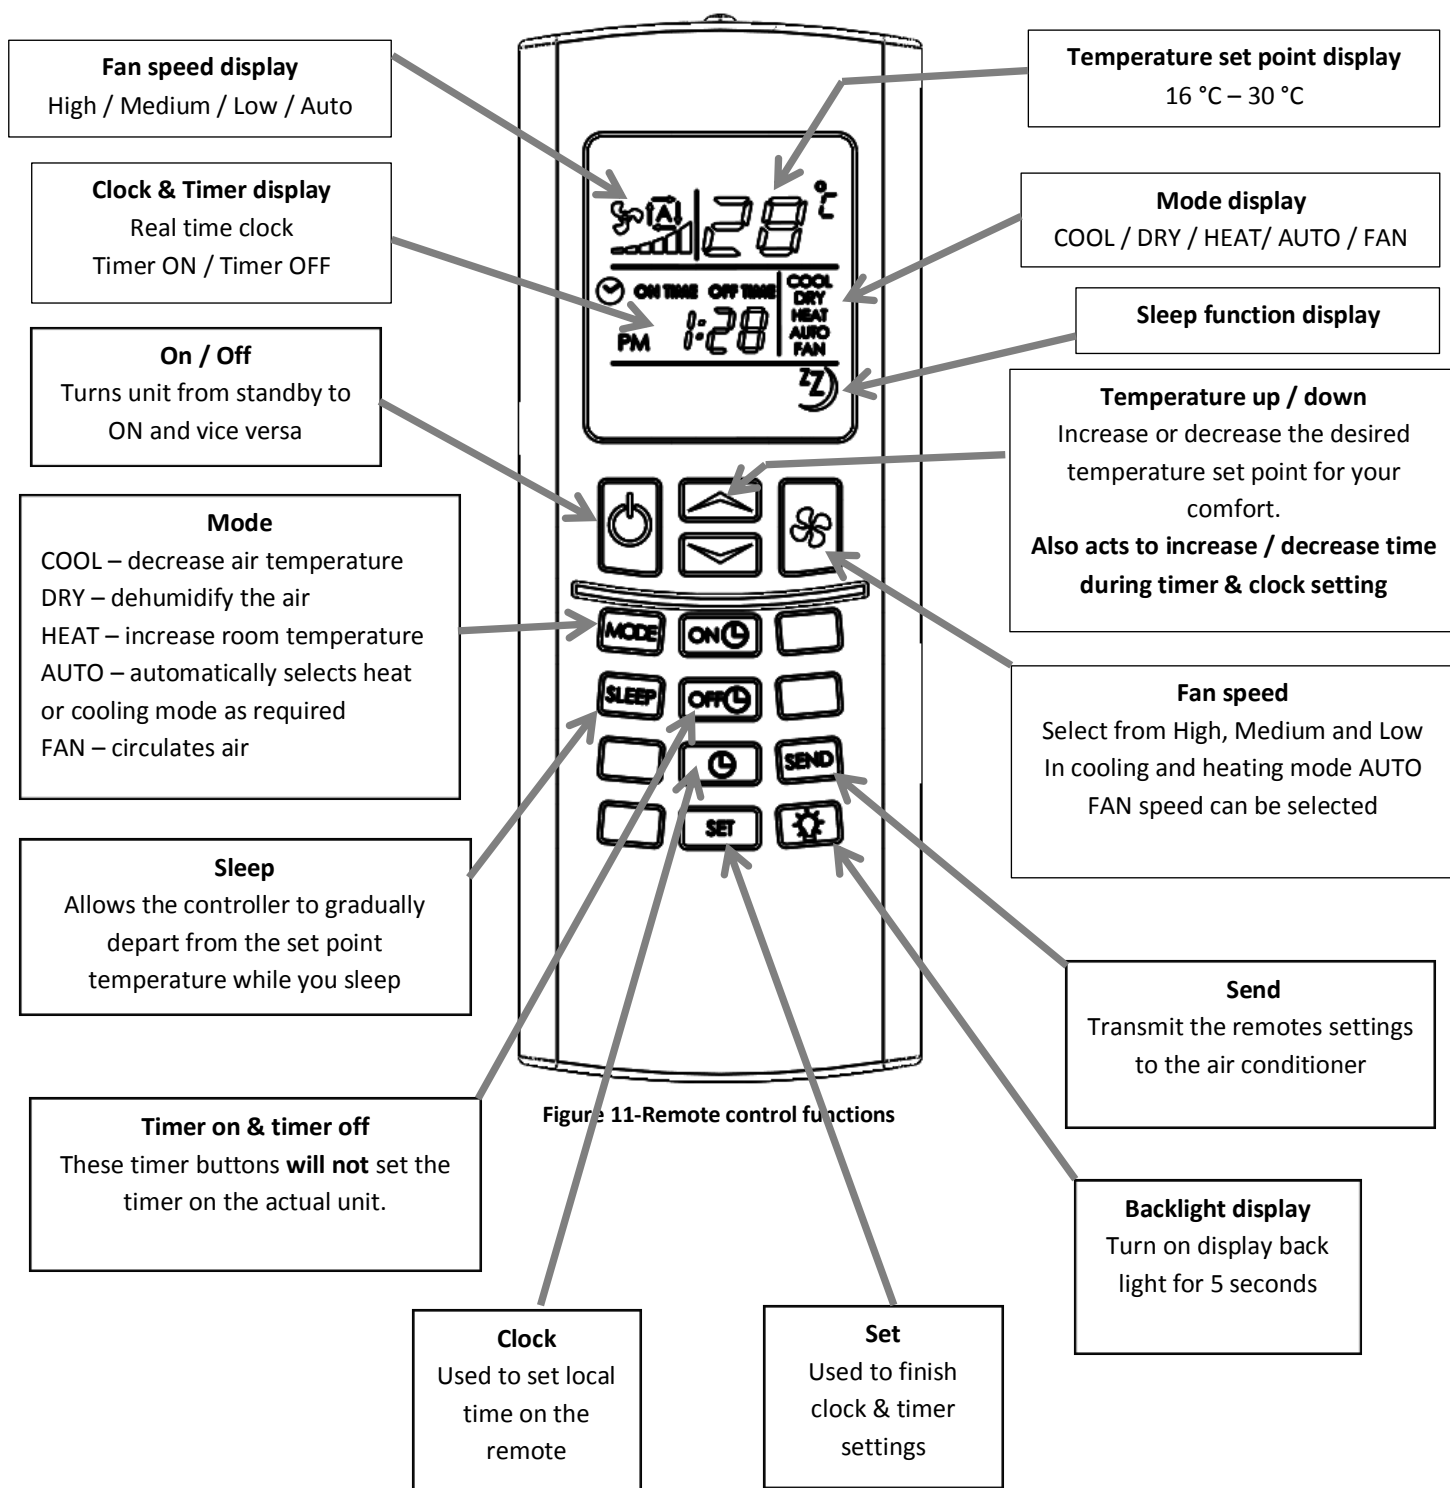 Fan speed display
High / Medium / Low / Auto
Temperature set point display
16 °C – 30 °C
Clock & Timer display
Real time clock
Timer ON / Timer OFF
Mode display
COOL / DRY / HEAT/ AUTO / FAN
Sleep function display
On / Off
Turns unit from standby to
ON and vice versa
Temperature up / down
Increase or decrease the desired
temperature set point for your
comfort.
Also acts to increase / decrease time
during timer & clock setting
Mode
COOL – decrease air temperature
DRY – dehumidify the air
HEAT – increase room temperature
AUTO – automatically selects heat
or cooling mode as required
FAN – circulates air
Fan speed
Select from High, Medium and Low
In cooling and heating mode AUTO
FAN speed can be selected
Sleep
Allows the controller to gradually
depart from the set point
temperature while you sleep
Send
Transmit the remotes settings
to the air conditioner
Timer on & timer off
These timer buttons will not set the
timer on the actual unit.
Backlight display
Turn on display back
light for 5 seconds
Clock
Used to set local
time on the
remote
Set
Used to finish
clock & timer
settings
A 28 °C
ON TIME OFF TIME
PM 1:28
COOL
DRY
HEAT
AUTO
FAN
ZZ
MODE ON
SLEEP OFF
SEND
SET
Figure 11-Remote control functions